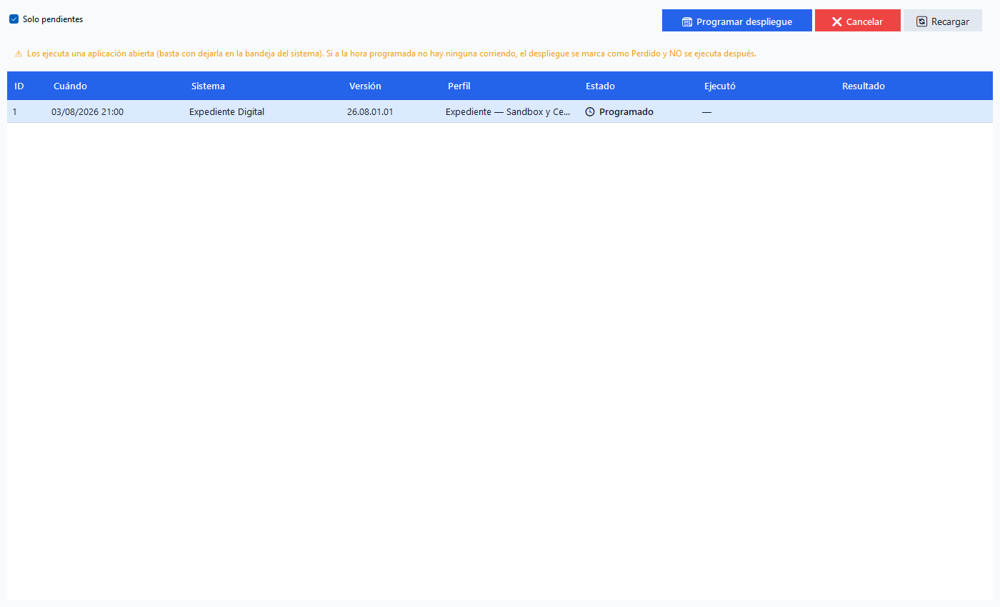 Solo pendientes
Programar despliegue
Cancelar
Recargar
⚠ Los ejecuta una aplicación abierta (basta con dejarla en la bandeja del sistema). Si a la hora programada no hay ninguna corriendo, el despliegue se marca como Perdido y NO se ejecuta después.
ID Cuándo Sistema Versión Perfil Estado Ejecutó Resultado
1 03/08/2026 21:00 Expediente Digital 26.08.01.01 Expediente — Sandbox y Ce... Programado —